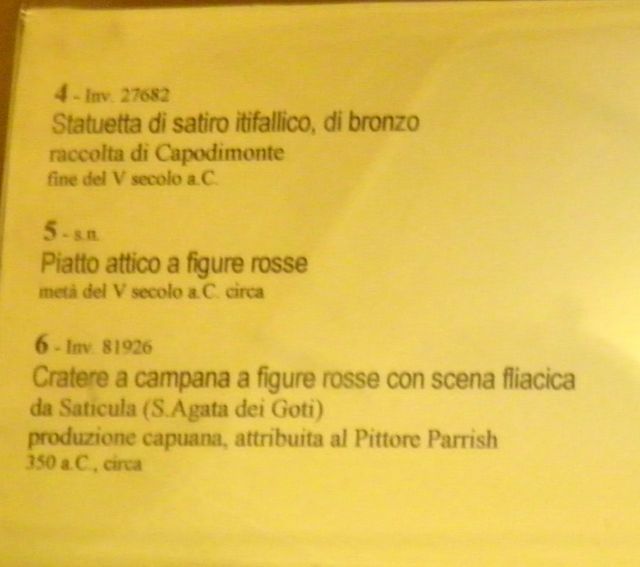 4 - Inv. 27682
Statuetta di satiro itifallico, di bronzo
raccolta di Capodimonte
fine del V secolo a.C.
5 - s.n.
Piatto attico a figure rosse
metà del V secolo a.C. circa
6 - Inv. 81926
Cratere a campana a figure rosse con scena fliacica
da Saticula (S.Agata dei Goti)
produzione capuana, attribuita al Pittore Parrish
350 a.C., circa